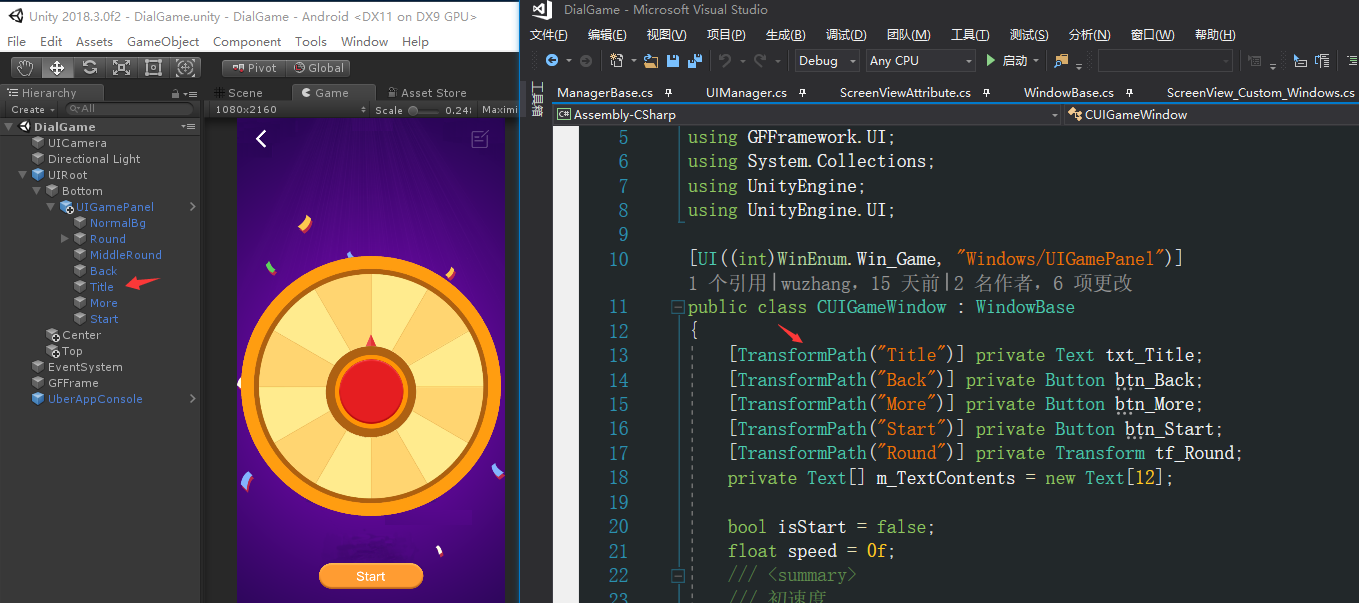 Unity 2018.3.0f2 - DialGame.unity - DialGame - Android <DX11 on DX9 GPU>
File Edit Assets GameObject Component Tools Window Help
Pivot Global
Hierarchy
Create All
DialGame
UICamera
Directional Light
UIRoot
Bottom
UIGamePanel
NormalBg
Round
MiddleRound
Back
Title
More
Start
Center
Top
EventSystem
GFFrame
UberAppConsole
Scene Game Asset Store
1080x2160 Scale 0.24 Maximi
Start
DialGame - Microsoft Visual Studio
文件(F) 编辑(E) 视图(V) 项目(P) 生成(B) 调试(D) 团队(M) 工具(T) 测试(S) 分析(N) 窗口(W) 帮助(H)
Debug Any CPU 启动
工具箱
ManagerBase.cs UIManager.cs ScreenViewAttribute.cs WindowBase.cs ScreenView_Custom_Windows.cs
C# Assembly-CSharp CUIGameWindow
5 using GFFramework.UI;
6 using System.Collections;
7 using UnityEngine;
8 using UnityEngine.UI;
9
10 [UI((int)WinEnum.Win_Game, "Windows/UIGamePanel")]
1 个引用|wuzhang，15 天前|2 名作者，6 项更改
11 public class CUIGameWindow : WindowBase
12 {
13 [TransformPath("Title")] private Text txt_Title;
14 [TransformPath("Back")] private Button btn_Back;
15 [TransformPath("More")] private Button btn_More;
16 [TransformPath("Start")] private Button btn_Start;
17 [TransformPath("Round")] private Transform tf_Round;
18 private Text[] m_TextContents = new Text[12];
19
20 bool isStart = false;
21 float speed = 0f;
22 /// <summary>
23 /// 初速度